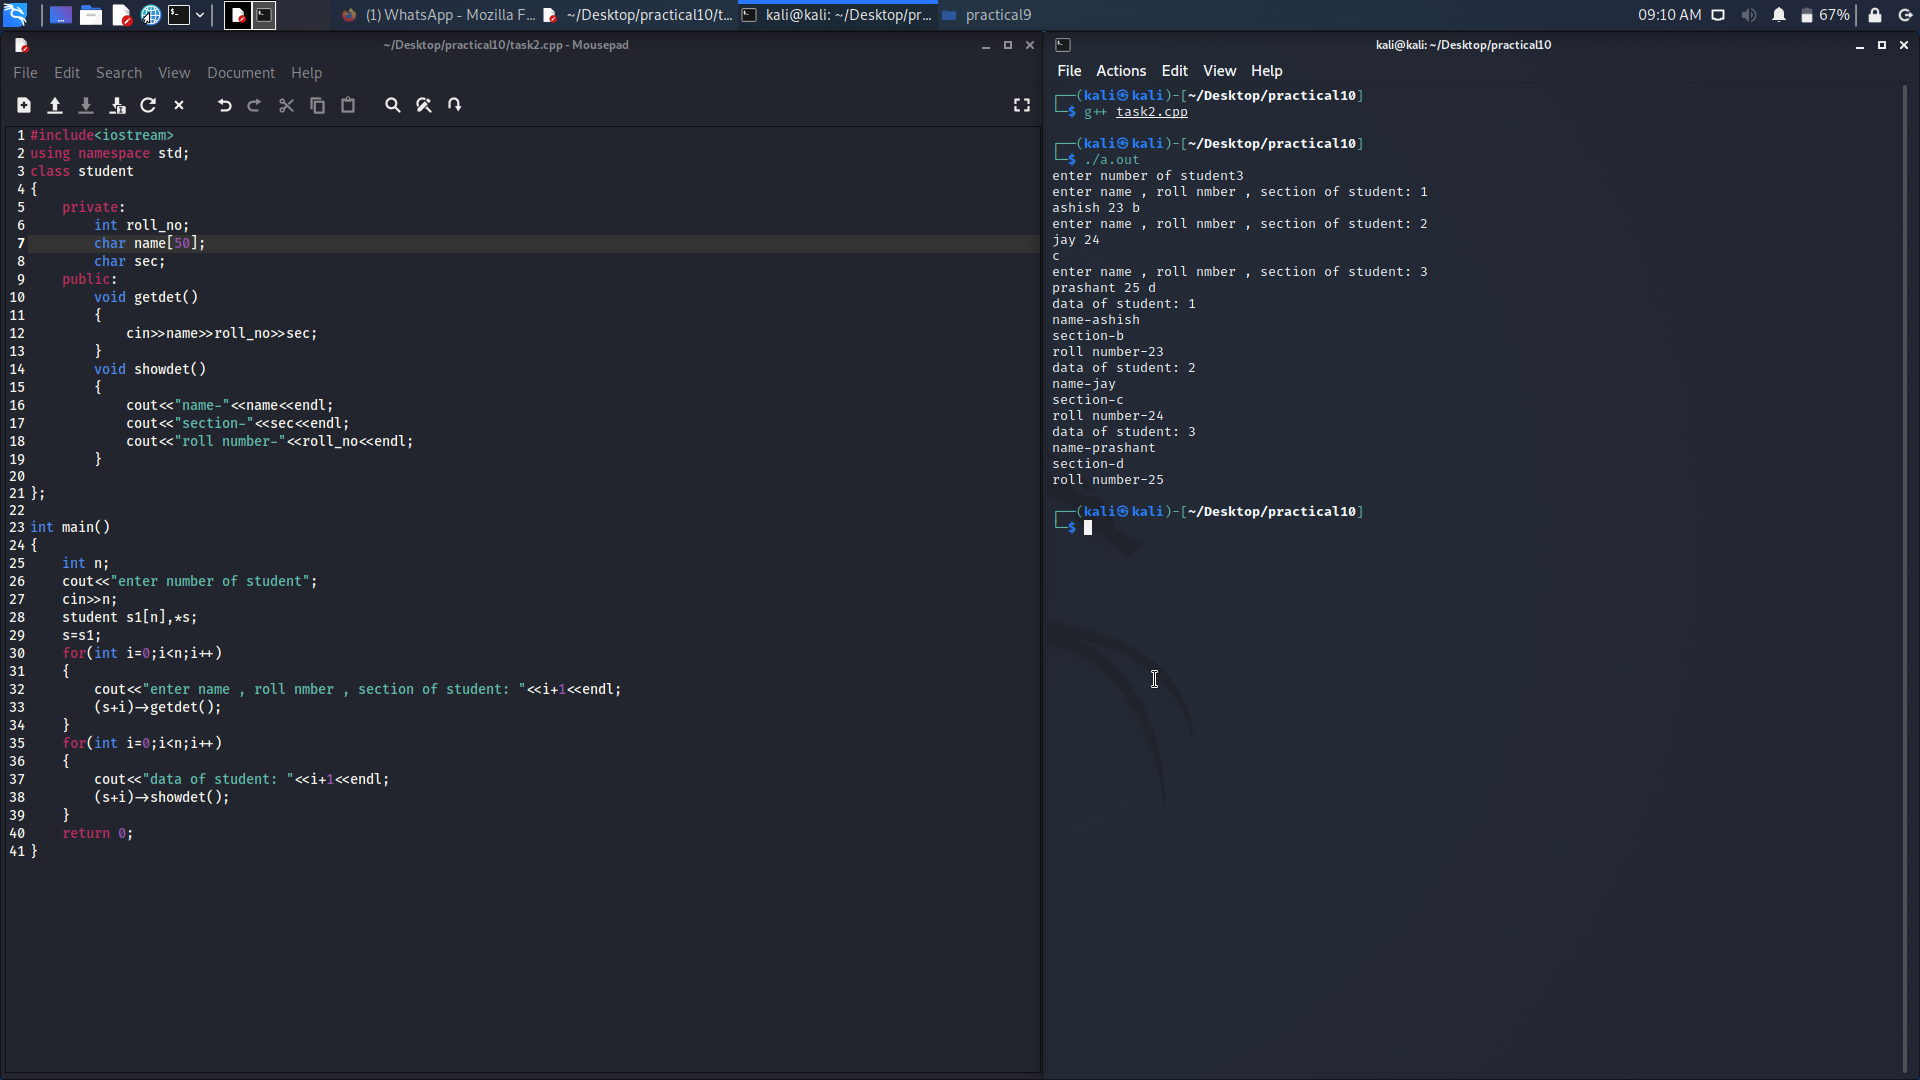 (1) WhatsApp - Mozilla F...
~/Desktop/practical10/t...
kali@kali: ~/Desktop/pr...
practical9
09:10 AM
67%
~/Desktop/practical10/task2.cpp - Mousepad
File Edit Search View Document Help
1 #include<iostream>
2 using namespace std;
3 class student
4 {
5     private:
6         int roll_no;
7         char name[50];
8         char sec;
9     public:
10         void getdet()
11         {
12             cin>>name>>roll_no>>sec;
13         }
14         void showdet()
15         {
16             cout<<"name-"<<name<<endl;
17             cout<<"section-"<<sec<<endl;
18             cout<<"roll number-"<<roll_no<<endl;
19         }
20
21 };
22
23 int main()
24 {
25     int n;
26     cout<<"enter number of student";
27     cin>>n;
28     student s1[n],*s;
29     s=s1;
30     for(int i=0;i<n;i++)
31     {
32         cout<<"enter name , roll nmber , section of student: "<<i+1<<endl;
33         (s+i)->getdet();
34     }
35     for(int i=0;i<n;i++)
36     {
37         cout<<"data of student: "<<i+1<<endl;
38         (s+i)->showdet();
39     }
40     return 0;
41 }
kali@kali: ~/Desktop/practical10
File Actions Edit View Help
┌──(kali㉿kali)-[~/Desktop/practical10]
└─$ g++ task2.cpp
┌──(kali㉿kali)-[~/Desktop/practical10]
└─$ ./a.out
enter number of student3
enter name , roll nmber , section of student: 1
ashish 23 b
enter name , roll nmber , section of student: 2
jay 24
c
enter name , roll nmber , section of student: 3
prashant 25 d
data of student: 1
name-ashish
section-b
roll number-23
data of student: 2
name-jay
section-c
roll number-24
data of student: 3
name-prashant
section-d
roll number-25
┌──(kali㉿kali)-[~/Desktop/practical10]
└─$